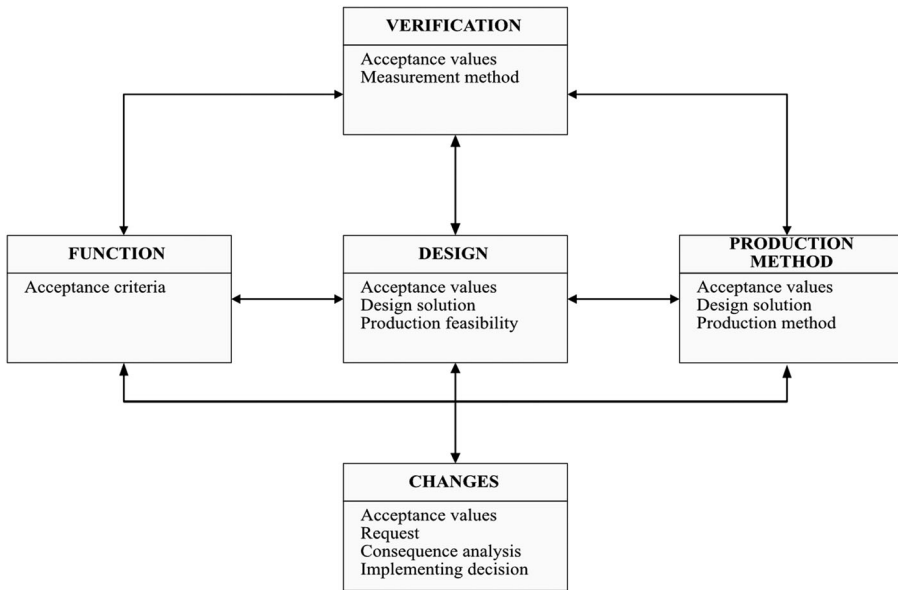 VERIFICATION
Acceptance values
Measurement method
FUNCTION
Acceptance criteria
DESIGN
Acceptance values
Design solution
Production feasibility
PRODUCTION
METHOD
Acceptance values
Design solution
Production method
CHANGES
Acceptance values
Request
Consequence analysis
Implementing decision